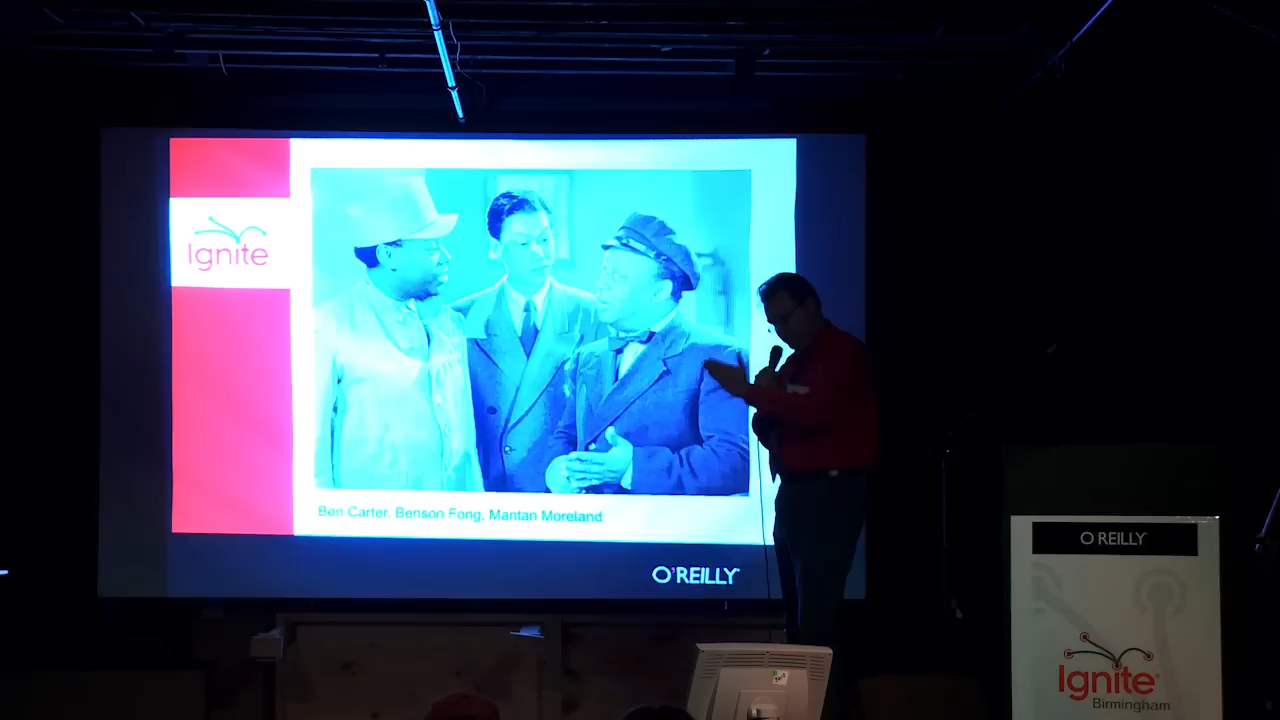 Ignite
Ben Carter, Benson Fong, Mantan Moreland
O'REILLY
O'REILLY
Ignite
Birmingham